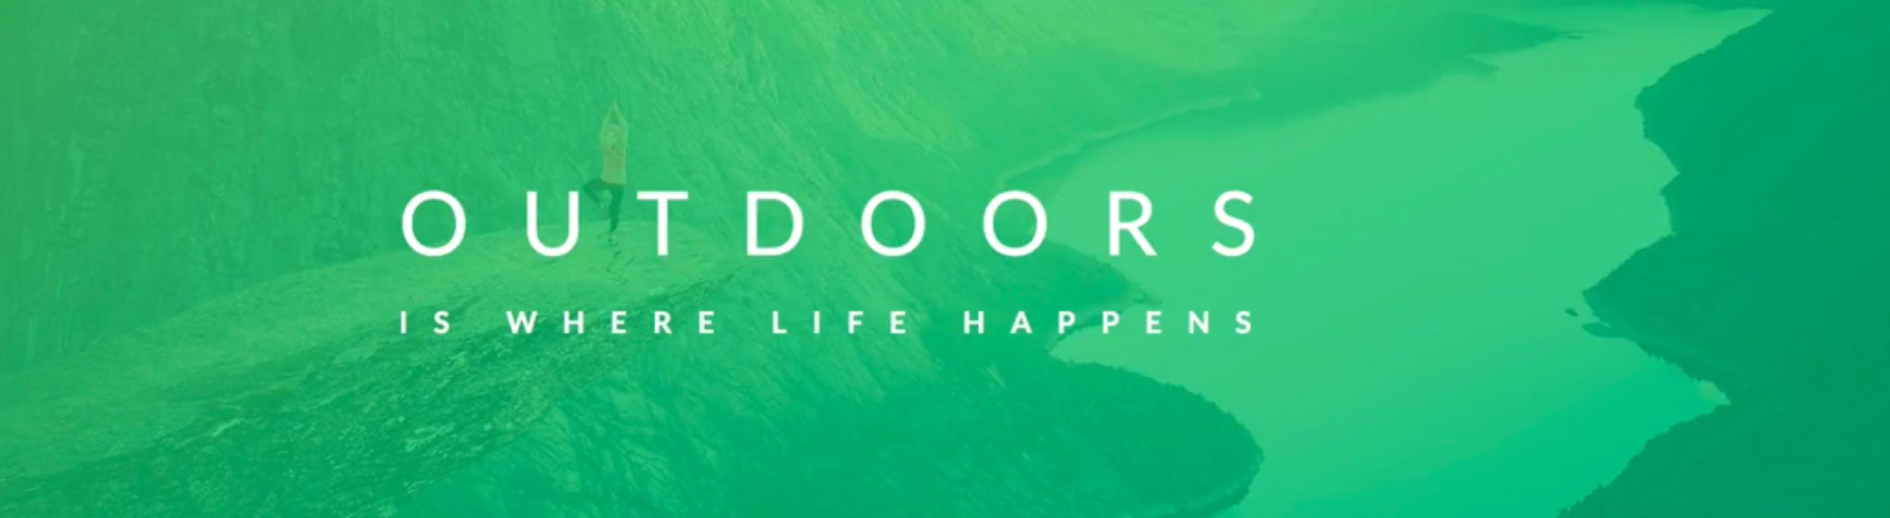 OUTDOORS
IS WHERE LIFE HAPPENS